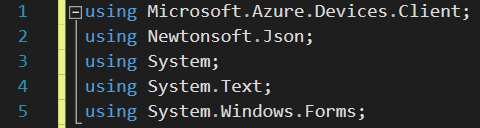 1 using Microsoft.Azure.Devices.Client;
2 using Newtonsoft.Json;
3 using System;
4 using System.Text;
5 using System.Windows.Forms;